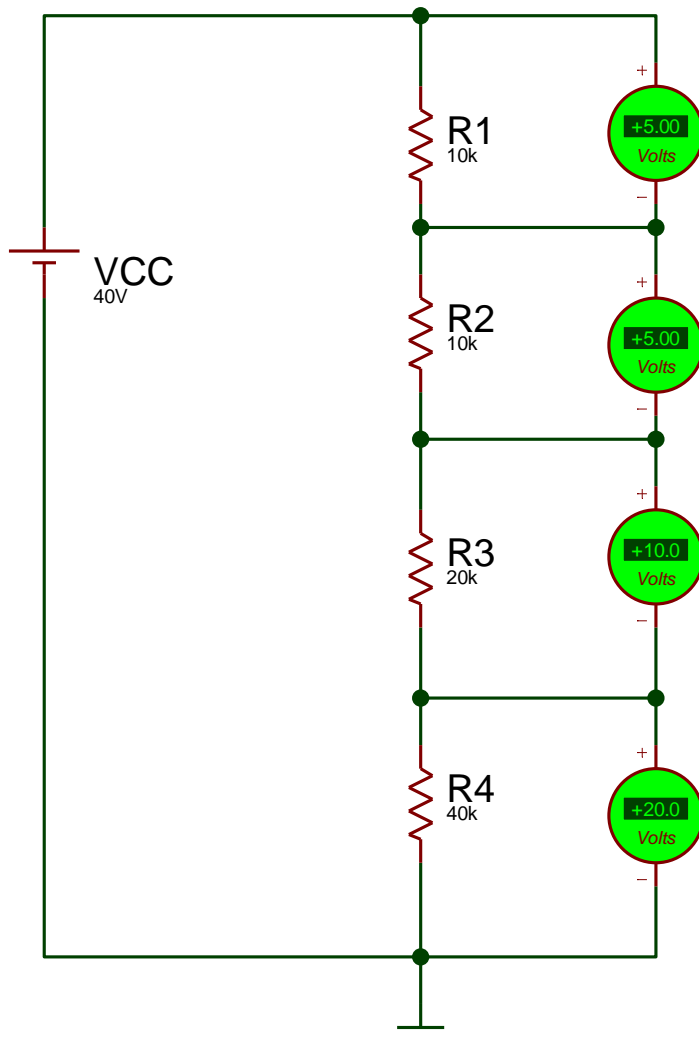 +
R1
10k
+5.00
Volts
−
VCC
40V
+
R2
10k
+5.00
Volts
−
+
R3
20k
+10.0
Volts
−
+
R4
40k
+20.0
Volts
−